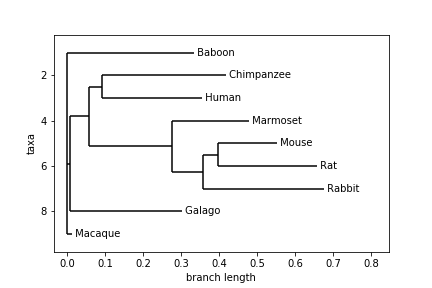 Baboon
Chimpanzee
2
Human
Marmoset
4
Mouse
taxa
Rat
6
Rabbit
Galago
8
Macaque
0.0 0.1 0.2 0.3 0.4 0.5 0.6 0.7 0.8
branch length